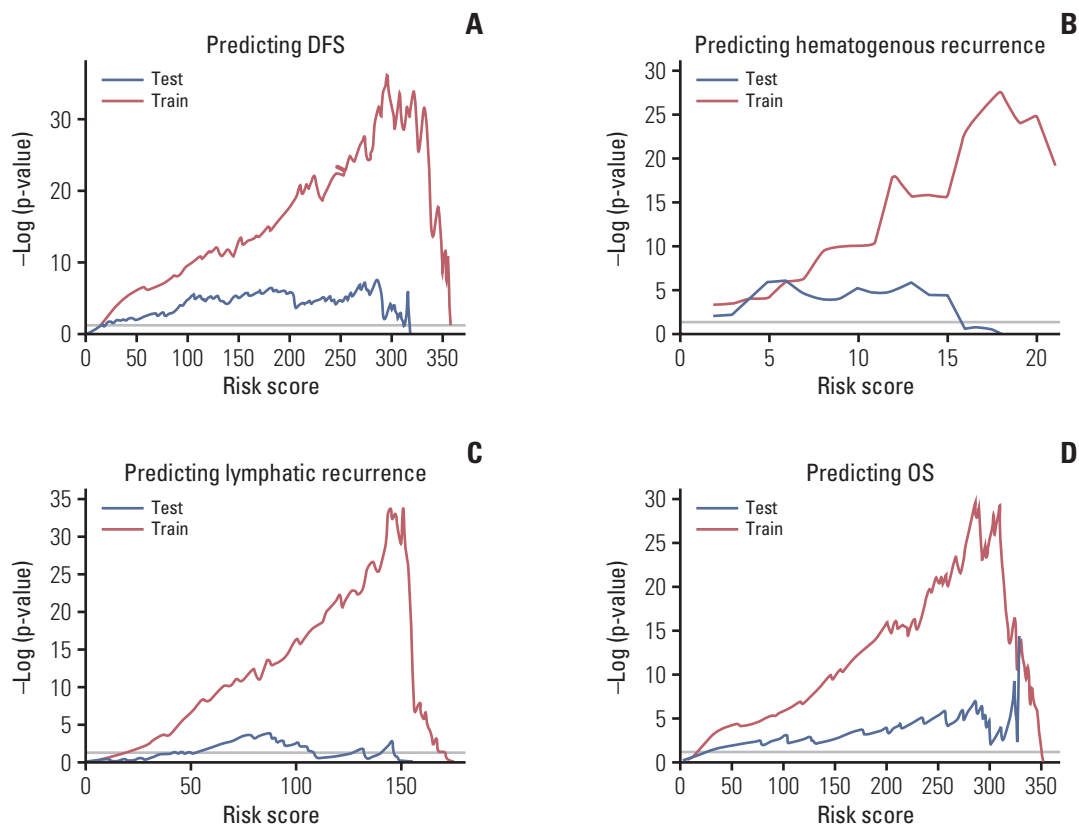 A
Predicting DFS
Test
Train
–Log (p-value)
30
20
10
0
0 50 100 150 200 250 300 350
Risk score
B
Predicting hematogenous recurrence
Test
Train
–Log (p-value)
30
25
20
15
10
5
0
0 5 10 15 20
Risk score
C
Predicting lymphatic recurrence
Test
Train
–Log (p-value)
35
30
25
20
15
10
5
0
0 50 100 150
Risk score
D
Predicting OS
Test
Train
–Log (p-value)
30
25
20
15
10
5
0
0 50 100 150 200 250 300 350
Risk score